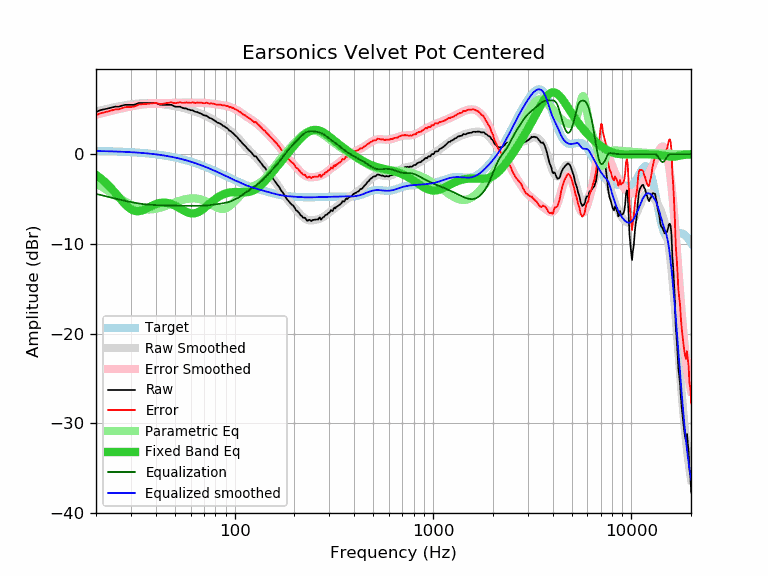 Earsonics Velvet Pot Centered
Amplitude (dBr)
0
−10
−20
−30
−40
Target
Raw Smoothed
Error Smoothed
Raw
Error
Parametric Eq
Fixed Band Eq
Equalization
Equalized smoothed
100 1000 10000
Frequency (Hz)